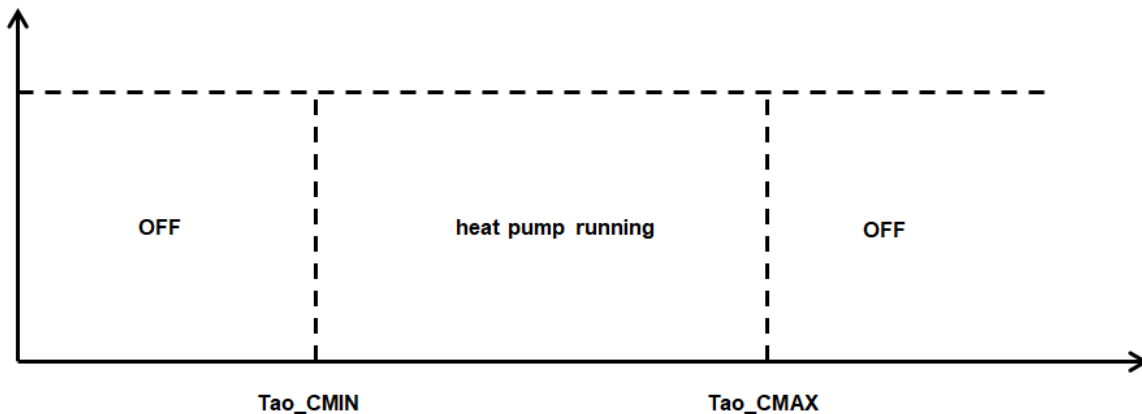 OFF
heat pump running
OFF
Tao_CMIN
Tao_CMAX